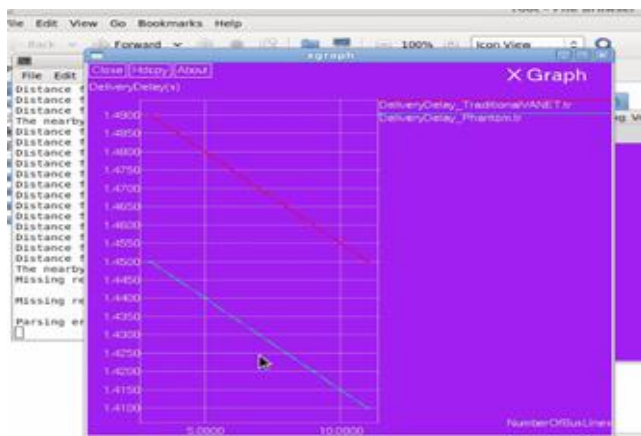 File Edit View Go Bookmarks Help
Back Forward 100% Icon View
xgraph
File Edit
Close Hdcpy About
X Graph
DeliveryDelay(x)
DeliveryDelay_TraditionalVANET.tr
DeliveryDelay_Phantom.tr
Distance f
Distance f
Distance f
The nearby
Distance f
Distance f
Distance f
Distance f
Distance f
Distance f
Distance f
Distance f
Distance f
The nearby
Missing re
Missing re
Parsing er
1.4900
1.4850
1.4800
1.4750
1.4700
1.4650
1.4600
1.4550
1.4500
1.4450
1.4400
1.4350
1.4300
1.4250
1.4200
1.4150
1.4100
5.0000 10.0000
NumberOfBusLines